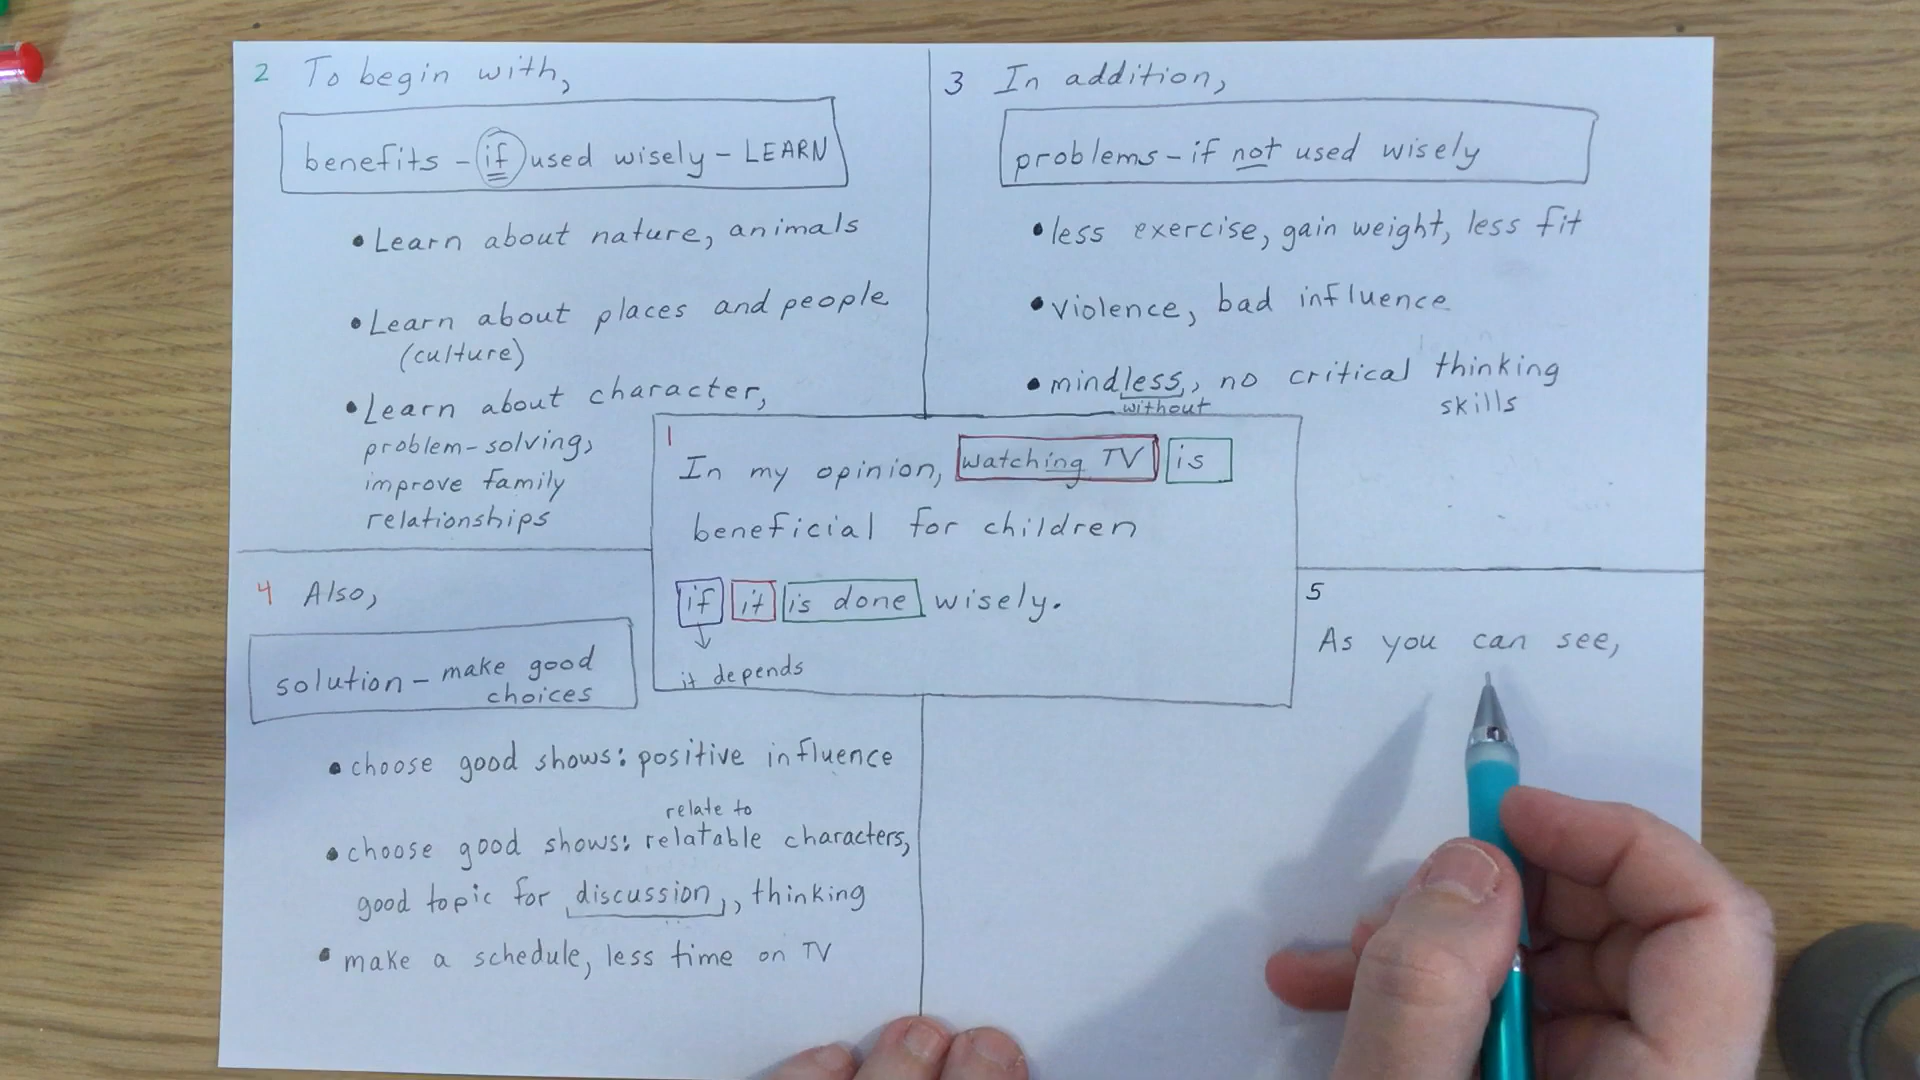 2 To begin with,
benefits - if used wisely - LEARN
• Learn about nature, animals
• Learn about places and people
(culture)
• Learn about character,
problem-solving,
improve family
relationships
3 In addition,
problems - if not used wisely
• less exercise, gain weight, less fit
• violence, bad influence
• mindless, no critical thinking
without skills
1
In my opinion, watching TV is
beneficial for children
if it is done wisely.
it depends
4 Also,
solution - make good
choices
• choose good shows: positive influence
relate to
• choose good shows: relatable characters,
good topic for discussion, thinking
• make a schedule, less time on TV
5
As you can see,